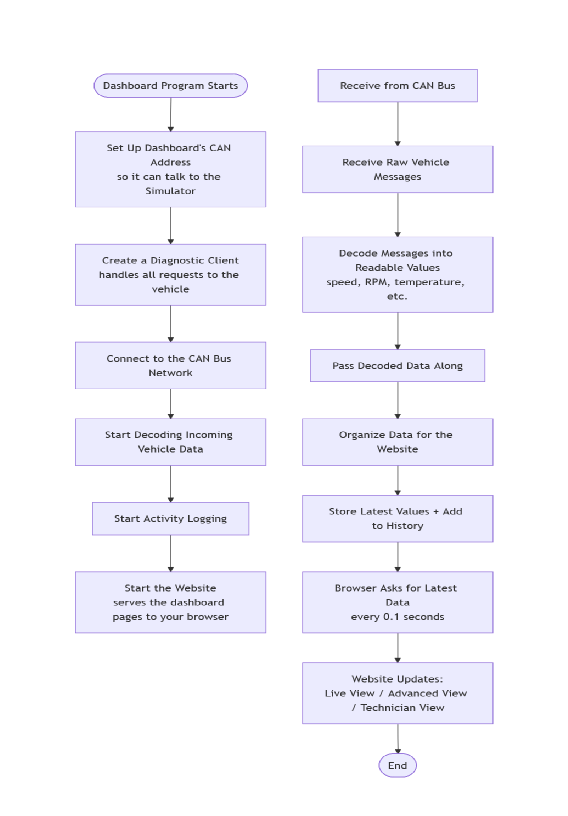 Dashboard Program Starts
Set Up Dashboard's CAN
Address
so it can talk to the
Simulator
Create a Diagnostic Client
handles all requests to the
vehicle
Connect to the CAN Bus
Network
Start Decoding Incoming
Vehicle Data
Start Activity Logging
Start the Website
serves the dashboard
pages to your browser
Receive from CAN Bus
Receive Raw Vehicle
Messages
Decode Messages into
Readable Values
speed, RPM, temperature,
etc.
Pass Decoded Data Along
Organize Data for the
Website
Store Latest Values + Add
to History
Browser Asks for Latest
Data
every 0.1 seconds
Website Updates:
Live View / Advanced View
/ Technician View
End